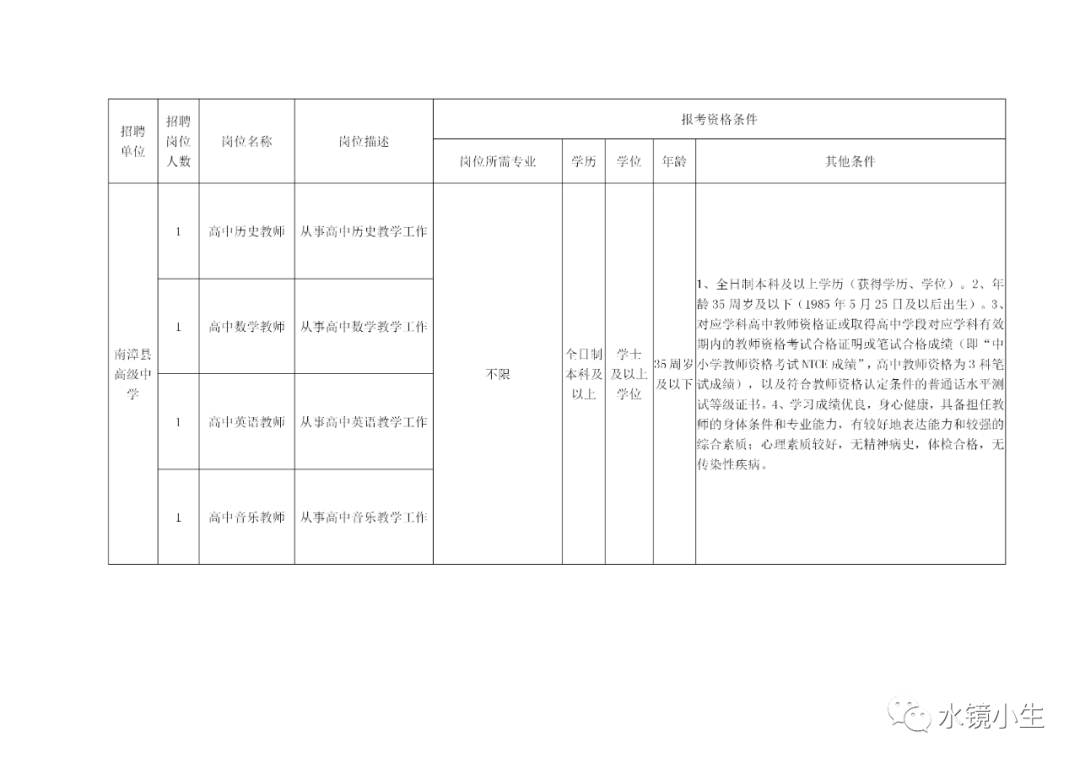 招聘
单位
招聘
岗位
人数
岗位名称
岗位描述
报考资格条件
岗位所需专业
学历
学位
年龄
其他条件
南漳县
高级中
学
1
高中历史教师
从事高中历史教学工作
1
高中数学教师
从事高中数学教学工作
1
高中英语教师
从事高中英语教学工作
1
高中音乐教师
从事高中音乐教学工作
不限
全日制
本科及
以上
学士
及以上
学位
35周岁
及以下
1、全日制本科及以上学历（获得学历、学位）。2、年
龄35周岁及以下（1985年5月25日及以后出生）。3、
对应学科高中教师资格证或取得高中学段对应学科有效
期内的教师资格考试合格证明或笔试合格成绩（即“中
小学教师资格考试NTCE成绩”，高中教师资格为3科笔
试成绩），以及符合教师资格认定条件的普通话水平测
试等级证书。4、学习成绩优良，身心健康，具备担任教
师的身体条件和专业能力，有较好地表达能力和较强的
综合素质；心理素质较好，无精神病史，体检合格，无
传染性疾病。
水镜小生